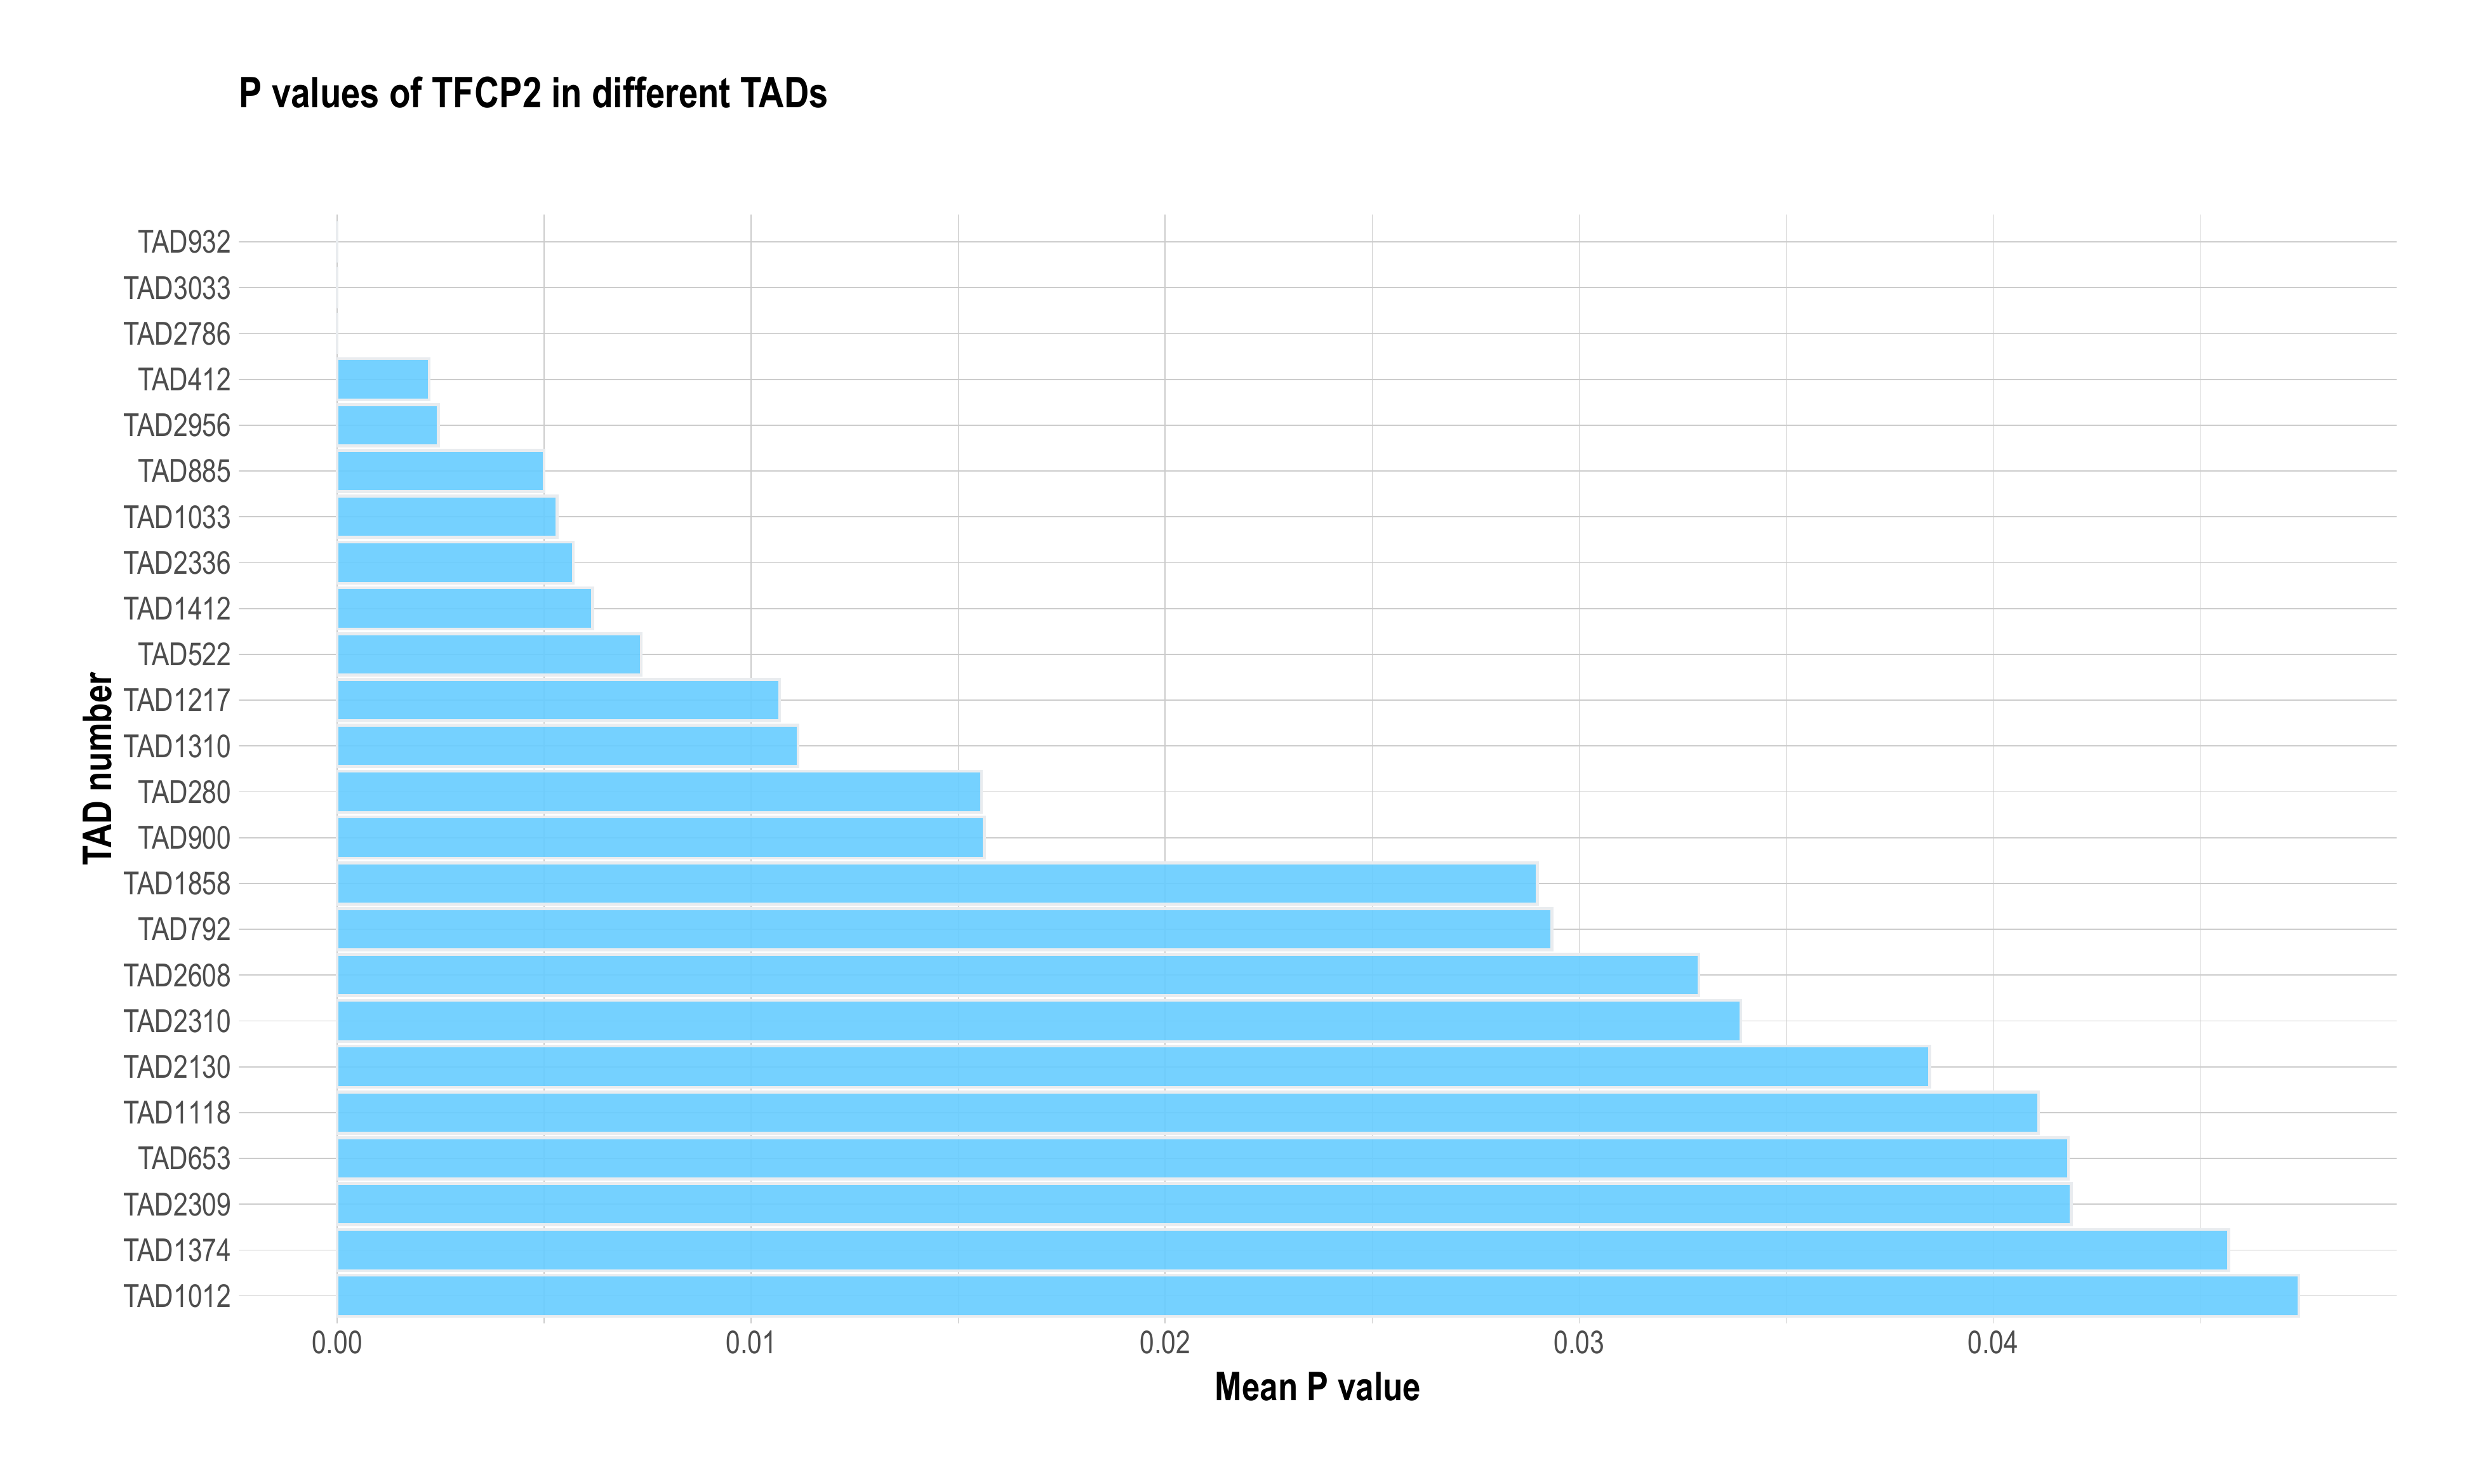 P values of TFCP2 in different TADs
TAD932
TAD3033
TAD2786
TAD412
TAD2956
TAD885
TAD1033
TAD2336
TAD1412
TAD522
TAD1217
TAD1310
TAD280
TAD900
TAD1858
TAD792
TAD2608
TAD2310
TAD2130
TAD1118
TAD653
TAD2309
TAD1374
TAD1012
TAD number
0.00 0.01 0.02 0.03 0.04
Mean P value